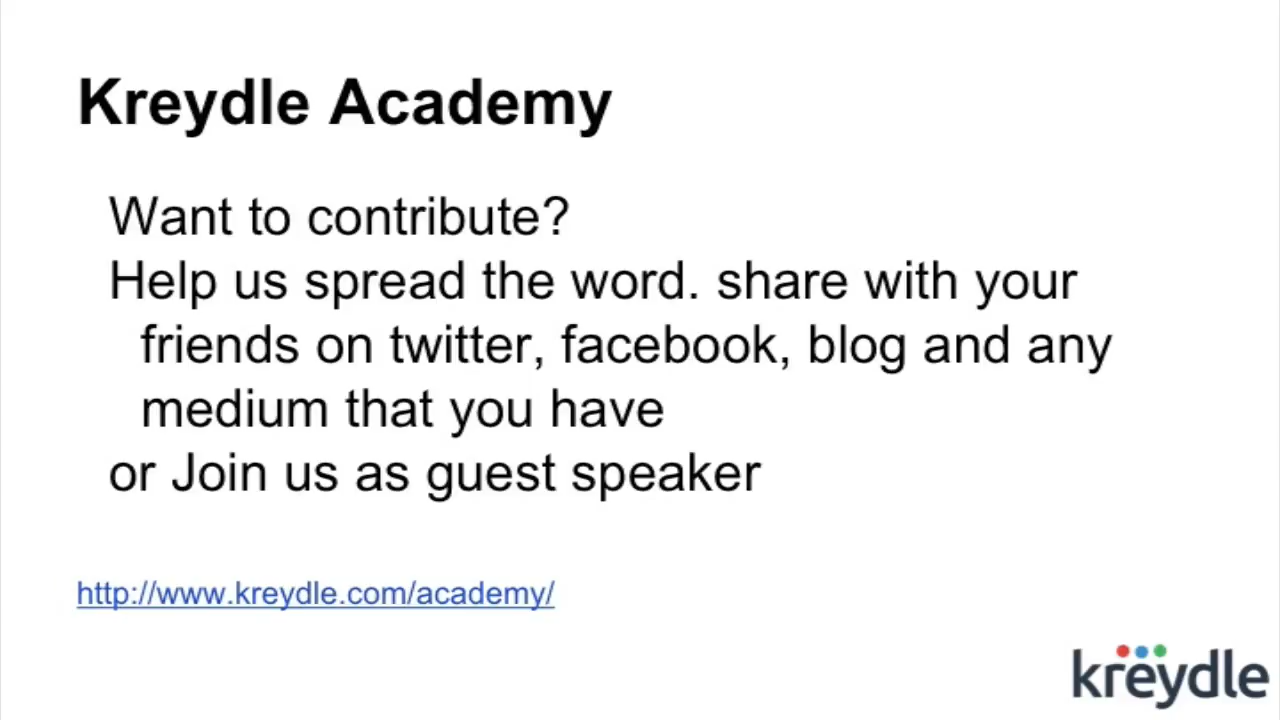 Kreydle Academy
Want to contribute?
Help us spread the word. share with your
friends on twitter, facebook, blog and any
medium that you have
or Join us as guest speaker
http://www.kreydle.com/academy/
kreydle